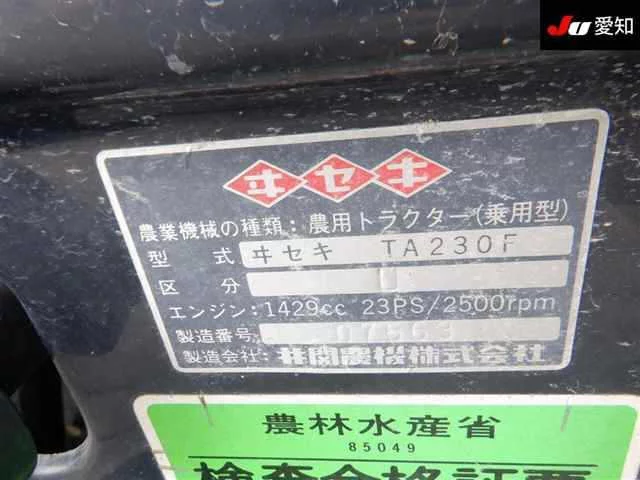 JU愛知
ヰセキ
農業機械の種類：農用トラクター(乗用型)
型式 ヰセキ TA230F
区分 U
エンジン：1429cc 23PS/2500rpm
製造番号 07563
製造会社：井関農機株式会社
農林水産省
85049
検査合格証票